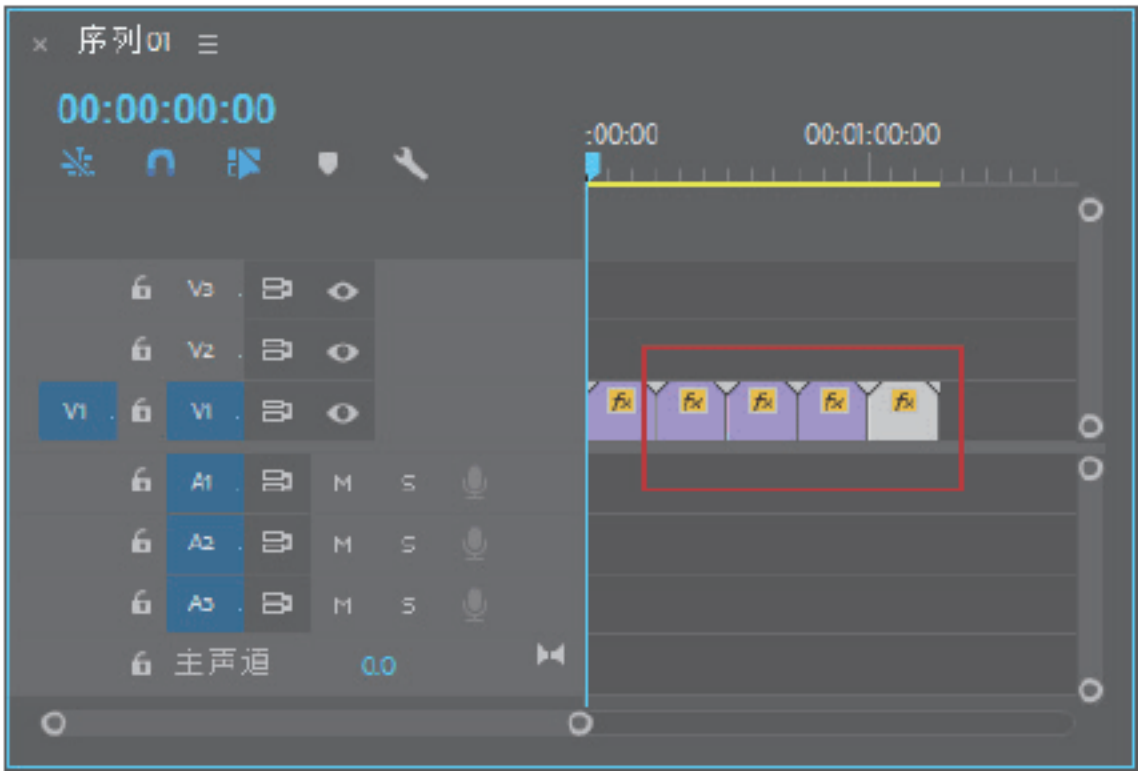 × 序列01 ☰
00:00:00:00
:00:00 00:01:00:00
V3
V2
V1 V1 fx fx fx fx fx
A1 M S
A2 M S
A3 M S
主声道 0.0